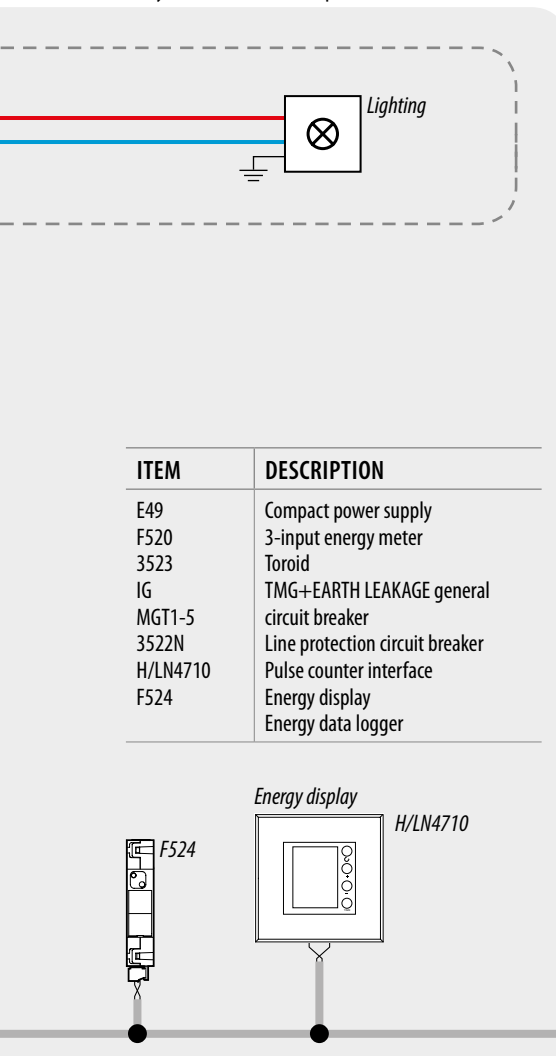 Lighting
ITEM DESCRIPTION
E49 Compact power supply
F520 3-input energy meter
3523 Toroid
IG TMG+EARTH LEAKAGE general
MGT1-5 circuit breaker
3522N Line protection circuit breaker
H/LN4710 Pulse counter interface
F524 Energy display
Energy data logger
Energy display
H/LN4710
F524